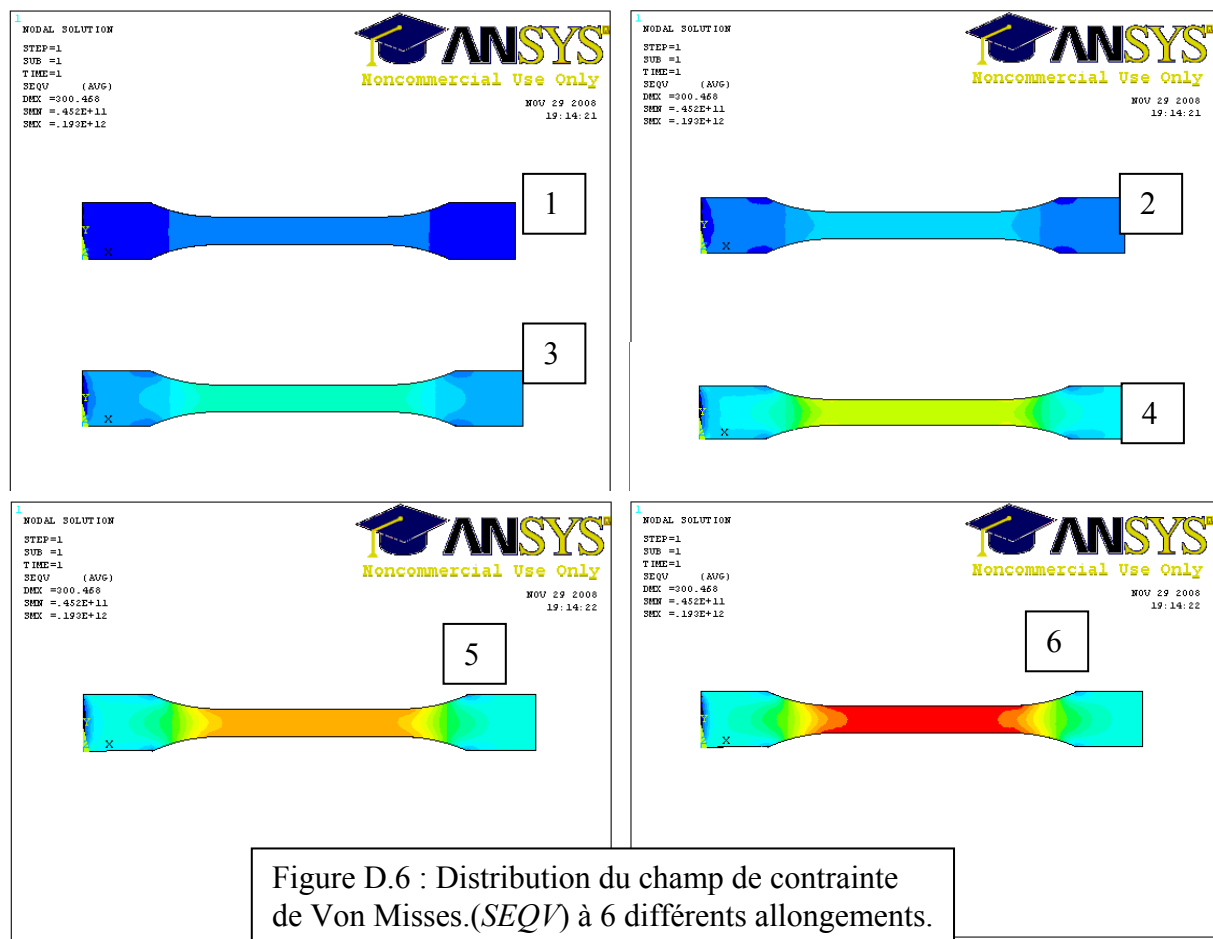 1
NODAL SOLUTION
STEP=1
SUB =1
TIME=1
SEQV (AVG)
DMX =300.468
SMN =.452E+11
SMX =.193E+12
ANSYS
Noncommercial Use Only
NOV 29 2008
19:14:21
1
Y
Z X
3
Y
Z X
1
NODAL SOLUTION
STEP=1
SUB =1
TIME=1
SEQV (AVG)
DMX =300.468
SMN =.452E+11
SMX =.193E+12
ANSYS
Noncommercial Use Only
NOV 29 2008
19:14:21
2
Y
Z X
4
Y
Z X
1
NODAL SOLUTION
STEP=1
SUB =1
TIME=1
SEQV (AVG)
DMX =300.468
SMN =.452E+11
SMX =.193E+12
ANSYS
Noncommercial Use Only
NOV 29 2008
19:14:22
5
Y
Z X
1
NODAL SOLUTION
STEP=1
SUB =1
TIME=1
SEQV (AVG)
DMX =300.468
SMN =.452E+11
SMX =.193E+12
ANSYS
Noncommercial Use Only
NOV 29 2008
19:14:22
6
Y
Z X
Figure D.6 : Distribution du champ de contrainte
de Von Misses.(SEQV) à 6 différents allongements.